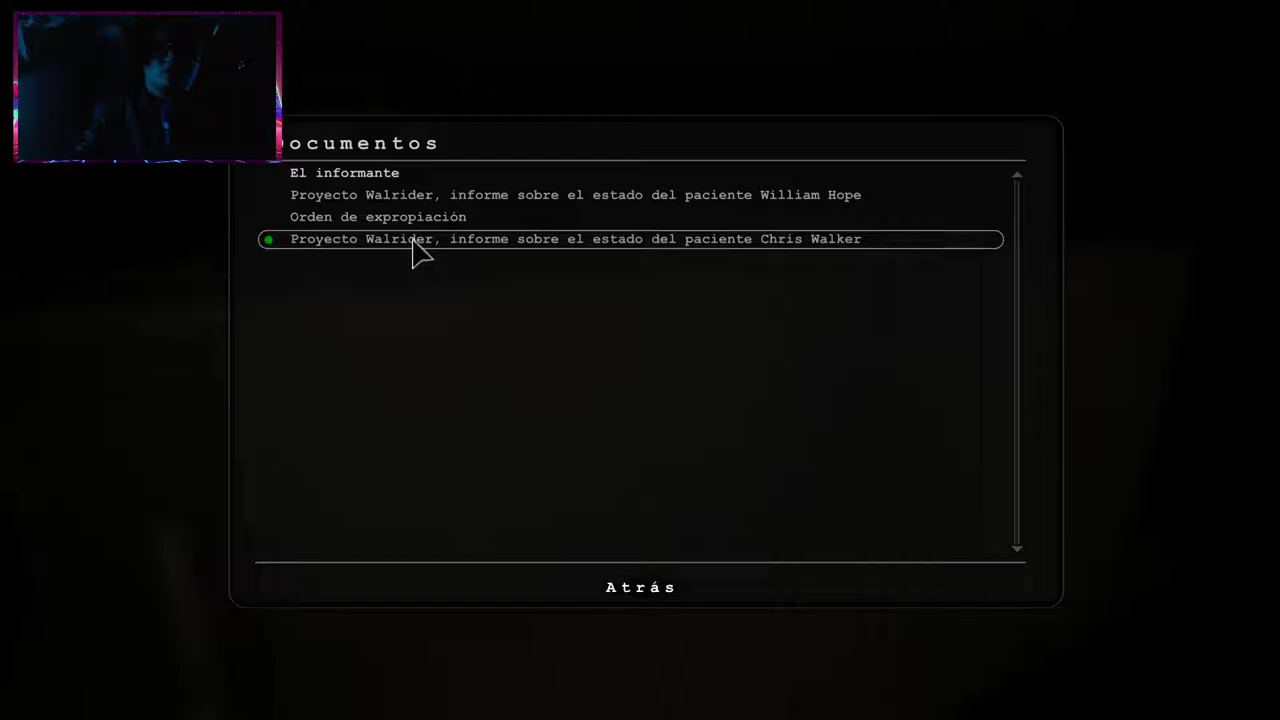 ocumentos
El informante
Proyecto Walrider, informe sobre el estado del paciente William Hope
Orden de expropiación
Proyecto Walrider, informe sobre el estado del paciente Chris Walker
Atrás